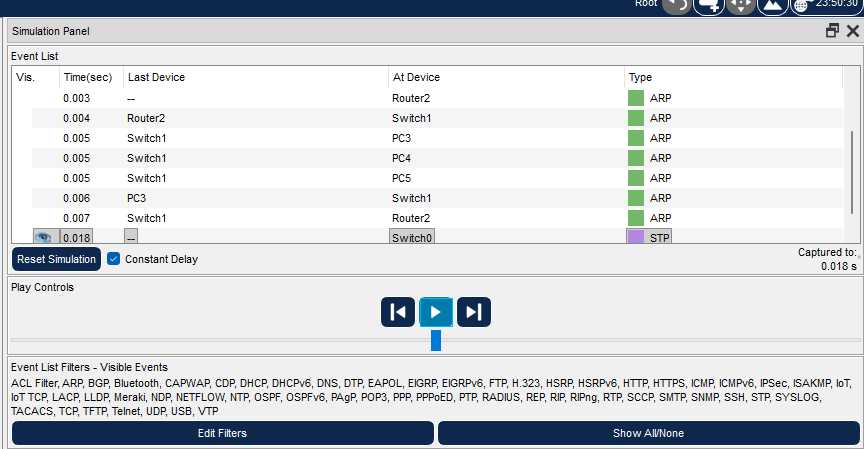 Root 23:50:30
Simulation Panel
Event List
Vis. Time(sec) Last Device At Device Type
0.003 -- Router2 ARP
0.004 Router2 Switch1 ARP
0.005 Switch1 PC3 ARP
0.005 Switch1 PC4 ARP
0.005 Switch1 PC5 ARP
0.006 PC3 Switch1 ARP
0.007 Switch1 Router2 ARP
0.018 -- Switch0 STP
Reset Simulation Constant Delay Captured to:
0.018 s
Play Controls
Event List Filters - Visible Events
ACL Filter, ARP, BGP, Bluetooth, CAPWAP, CDP, DHCP, DHCPv6, DNS, DTP, EAPOL, EIGRP, EIGRPv6, FTP, H.323, HSRP, HSRPv6, HTTP, HTTPS, ICMP, ICMPv6, IPSec, ISAKMP, IoT,
IoT TCP, LACP, LLDP, Meraki, NDP, NETFLOW, NTP, OSPF, OSPFv6, PAgP, POP3, PPP, PPPoED, PTP, RADIUS, REP, RIP, RIPng, RTP, SCCP, SMTP, SNMP, SSH, STP, SYSLOG,
TACACS, TCP, TFTP, Telnet, UDP, USB, VTP
Edit Filters Show All/None